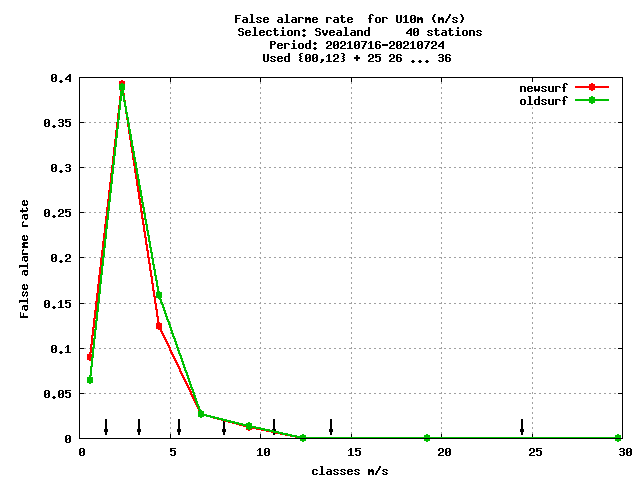 False alarme rate  for U10m (m/s)
Selection: Svealand     40 stations
Period: 20210716-20210724
Used {00,12} + 25 26 ... 36
newsurf
oldsurf
0.4
0.35
0.3
0.25
0.2
0.15
0.1
0.05
0
False alarme rate
0 5 10 15 20 25 30
classes m/s